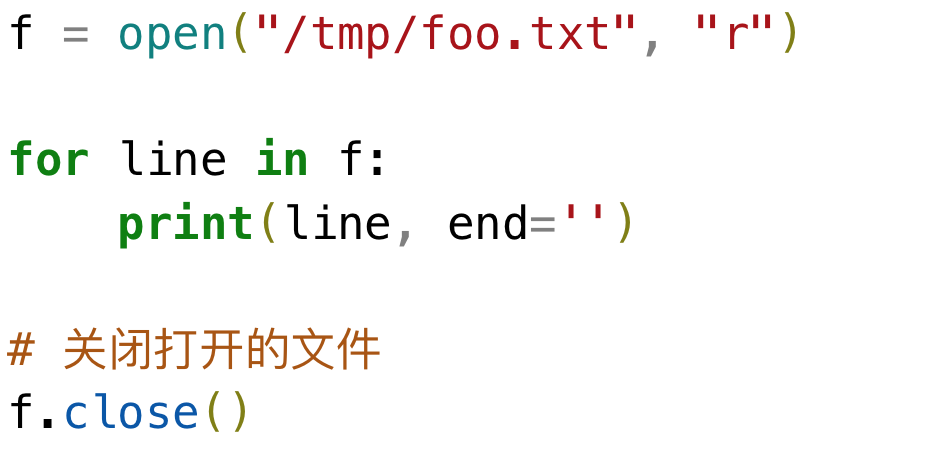 f = open("/tmp/foo.txt", "r")
for line in f:
    print(line, end='')
# 关闭打开的文件
f.close()